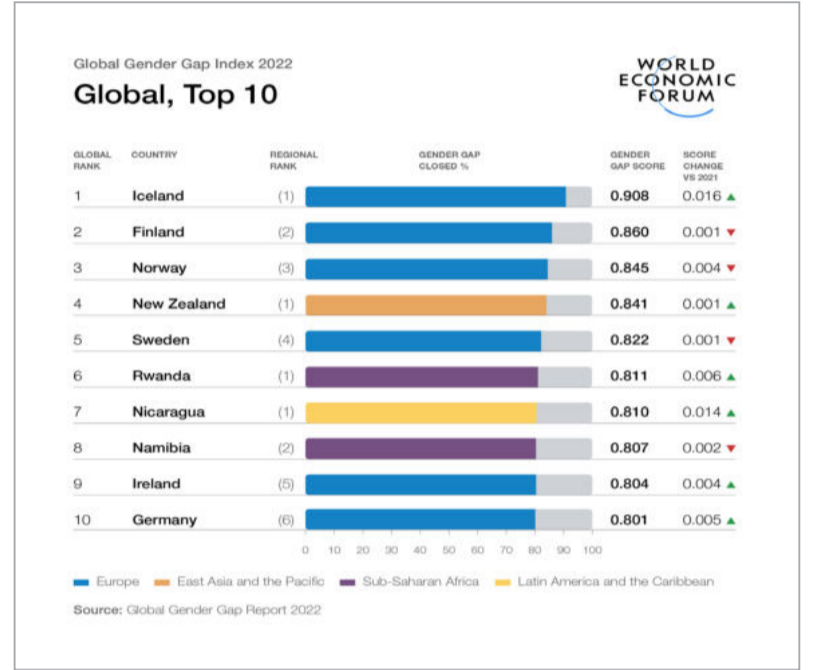 Global Gender Gap Index 2022
Global, Top 10
WORLD
ECONOMIC
FORUM
GLOBAL RANK COUNTRY REGIONAL RANK GENDER GAP CLOSED % GENDER GAP SCORE SCORE CHANGE VS 2021
1 Iceland (1) 0.908 0.016 ▲
2 Finland (2) 0.860 0.001 ▼
3 Norway (3) 0.845 0.004 ▼
4 New Zealand (1) 0.841 0.001 ▲
5 Sweden (4) 0.822 0.001 ▼
6 Rwanda (1) 0.811 0.006 ▲
7 Nicaragua (1) 0.810 0.014 ▲
8 Namibia (2) 0.807 0.002 ▼
9 Ireland (5) 0.804 0.004 ▲
10 Germany (6) 0.801 0.005 ▲
0 10 20 30 40 50 60 70 80 90 100
Europe East Asia and the Pacific Sub-Saharan Africa Latin America and the Caribbean
Source: Global Gender Gap Report 2022